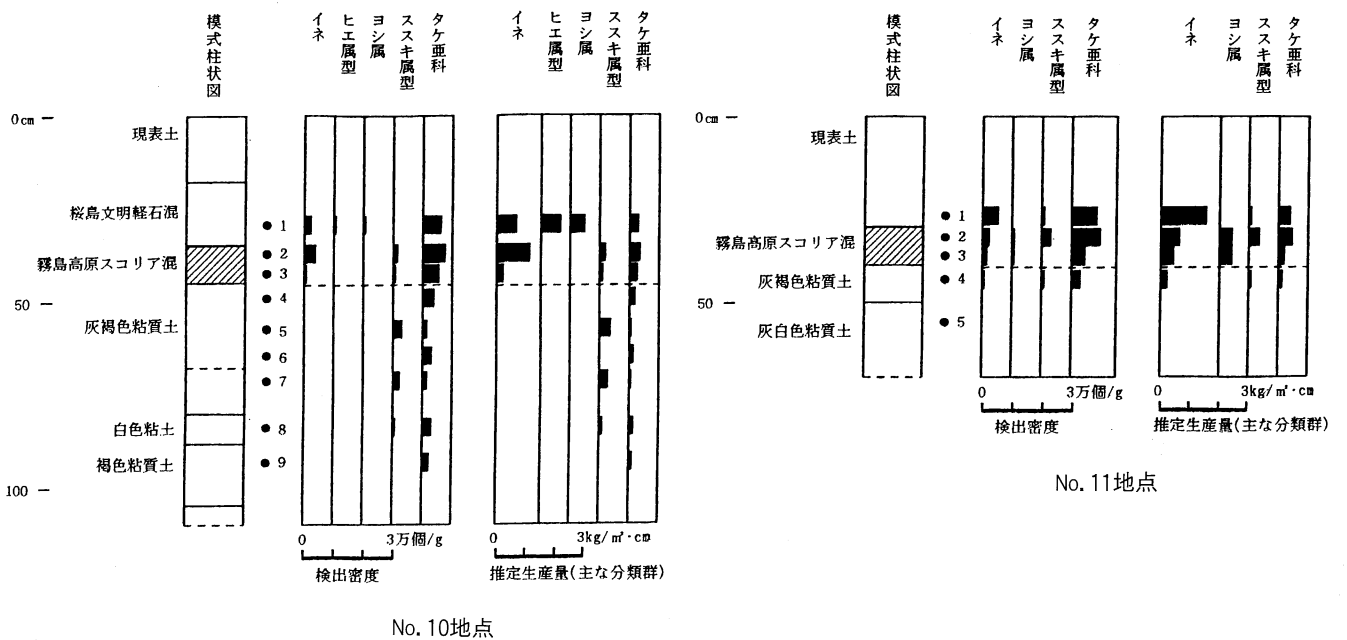 模式柱状図
イネ
ヒエ属型
ヨシ属
ススキ属型
タケ亜科
イネ
ヒエ属型
ヨシ属
ススキ属型
タケ亜科
0cm
現表土
桜島文明軽石混
1
2
霧島高原スコリア混
3
4
50
灰褐色粘質土
5
6
7
白色粘土
8
褐色粘質土
9
100
0 3万個/g
検出密度
0 3kg/㎡・cm
推定生産量(主な分類群)
No.10地点
模式柱状図
イネ
ヨシ属
ススキ属型
タケ亜科
イネ
ヨシ属
ススキ属型
タケ亜科
0cm
現表土
1
2
霧島高原スコリア混
3
灰褐色粘質土
4
50
灰白色粘質土
5
0 3万個/g
検出密度
0 3kg/㎡・cm
推定生産量(主な分類群)
No.11地点